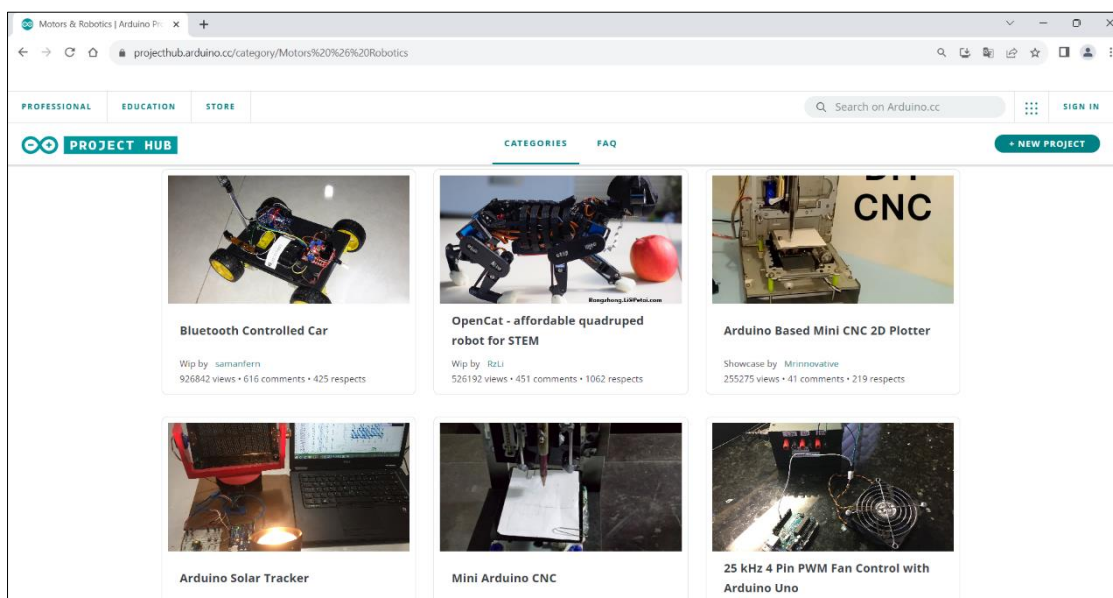 Motors & Robotics | Arduino Pr
projecthub.arduino.cc/category/Motors%20%26%20Robotics
PROFESSIONAL EDUCATION STORE
Search on Arduino.cc
SIGN IN
PROJECT HUB
CATEGORIES FAQ
+ NEW PROJECT
CNC
Bluetooth Controlled Car
Wip by samanfern
926842 views • 616 comments • 425 respects
OpenCat - affordable quadruped
robot for STEM
Wip by RzLi
526192 views • 451 comments • 1062 respects
Arduino Based Mini CNC 2D Plotter
Showcase by Mrinnovative
255275 views • 41 comments • 219 respects
Arduino Solar Tracker
Mini Arduino CNC
25 kHz 4 Pin PWM Fan Control with
Arduino Uno